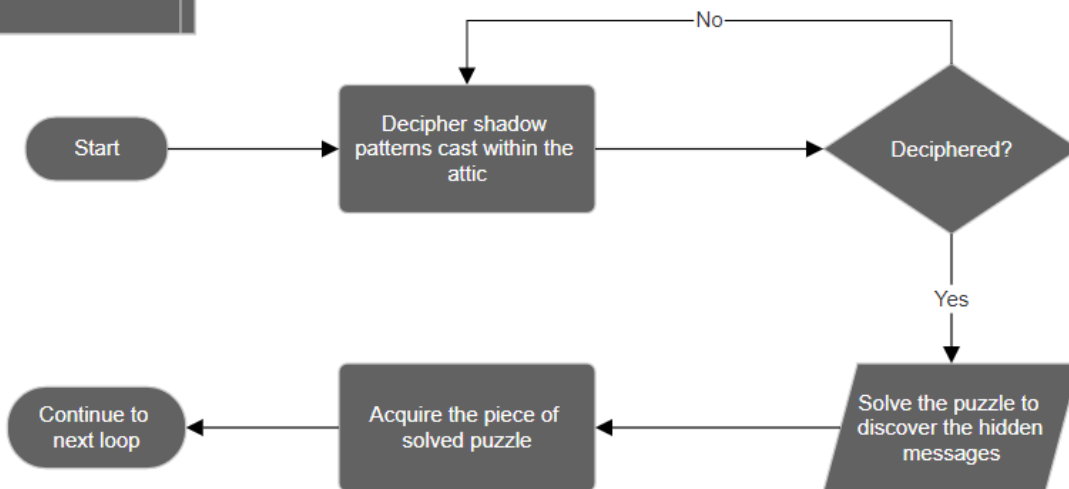 No
Start
Decipher shadow
patterns cast within the
attic
Deciphered?
Yes
Continue to
next loop
Acquire the piece of
solved puzzle
Solve the puzzle to
discover the hidden
messages